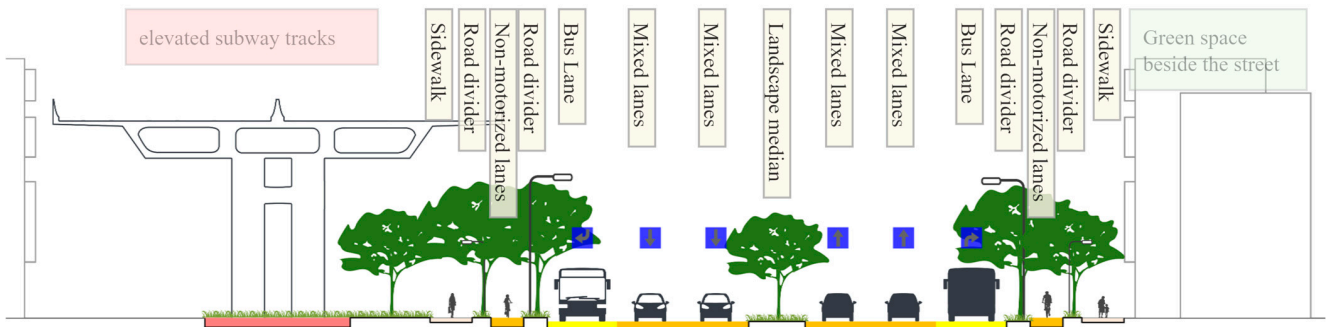 elevated subway tracks
Sidewalk
Road divider
Non-motorized lanes
Road divider
Bus Lane
Mixed lanes
Mixed lanes
Landscape median
Mixed lanes
Mixed lanes
Bus Lane
Road divider
Non-motorized lanes
Road divider
Sidewalk
Green space
beside the street